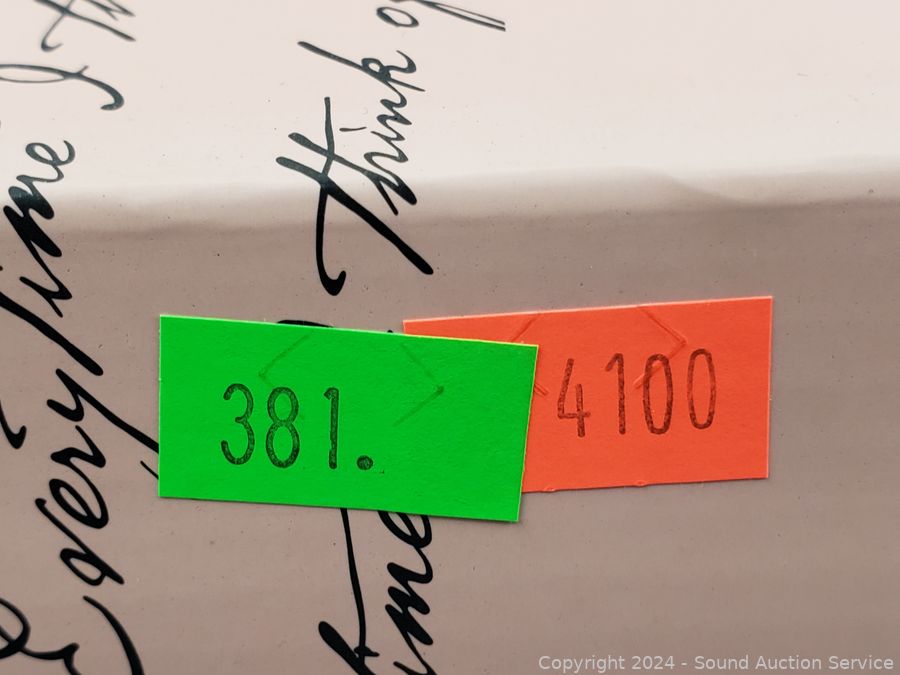 Every Time I
Time
Think of
381.
4100
Copyright 2024 - Sound Auction Service